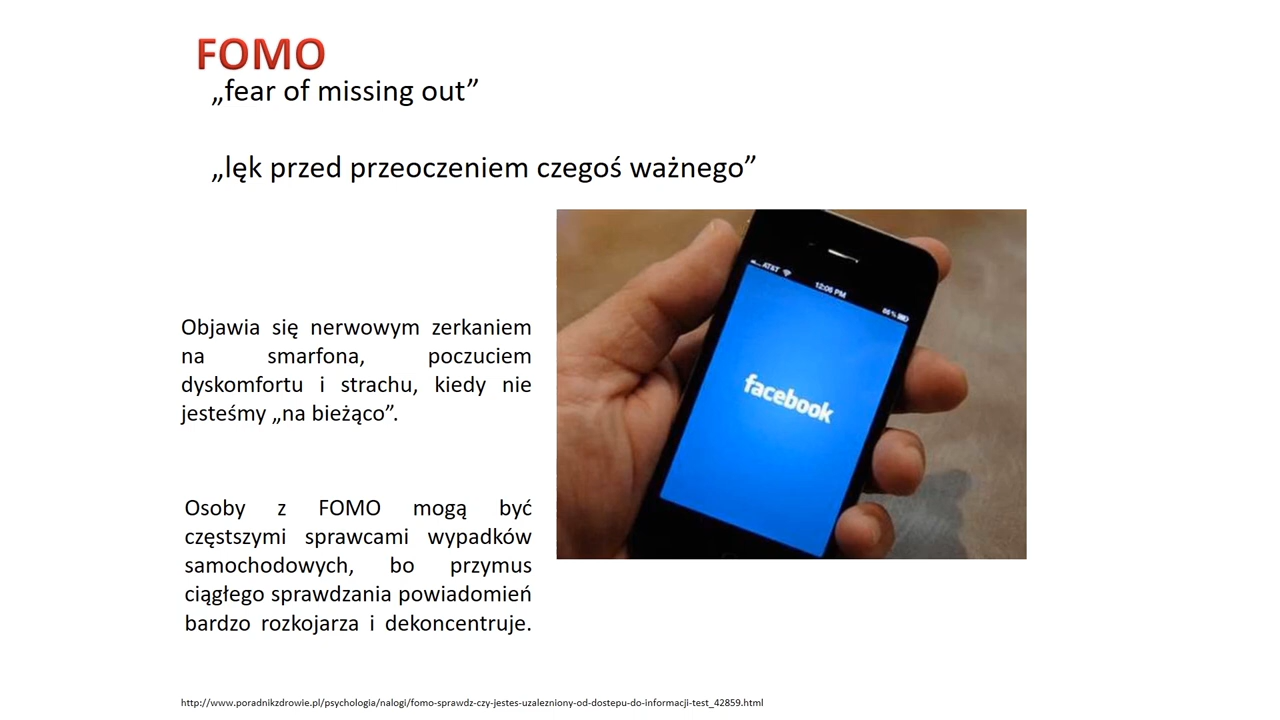 FOMO
„fear of missing out”
„lęk przed przeoczeniem czegoś ważnego”
Objawia się nerwowym zerkaniem
na smarfona, poczuciem
dyskomfortu i strachu, kiedy nie
jesteśmy „na bieżąco”.
AT&T
12:06 PM
86%
facebook
Osoby z FOMO mogą być
częstszymi sprawcami wypadków
samochodowych, bo przymus
ciągłego sprawdzania powiadomień
bardzo rozkojarza i dekoncentruje.
http://www.poradnikzdrowie.pl/psychologia/nalogi/fomo-sprawdz-czy-jestes-uzalezniony-od-dostepu-do-informacji-test_42859.html